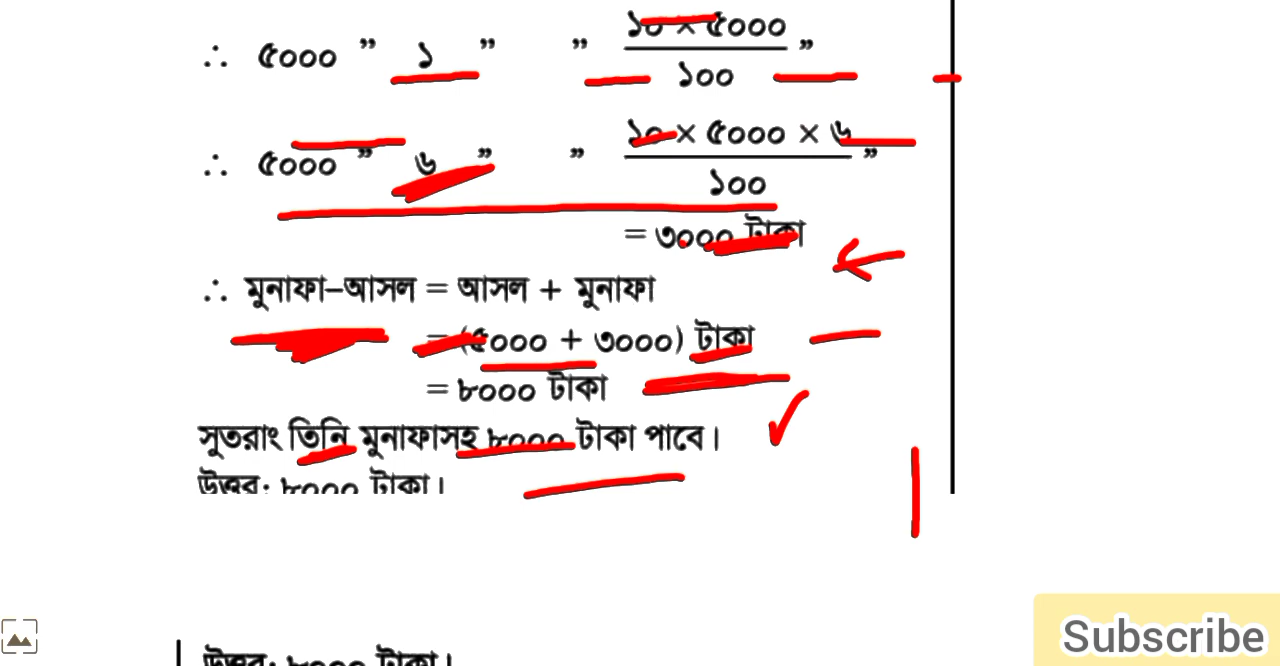 ∴ ৫০০০ ” ১ ” ” ১০ × ৫০০০ / ১০০ ”
∴ ৫০০০ ” ৬ ” ” ১০ × ৫০০০ × ৬ / ১০০ ”
= ৩০০০ টাকা
∴ মুনাফা–আসল = আসল + মুনাফা
= (৫০০০ + ৩০০০) টাকা
= ৮০০০ টাকা
সুতরাং তিনি মুনাফাসহ ৮০০০ টাকা পাবে।
উত্তর: ৮০০০ টাকা।
Subscribe
উত্তর: ৮০০০ টাকা।